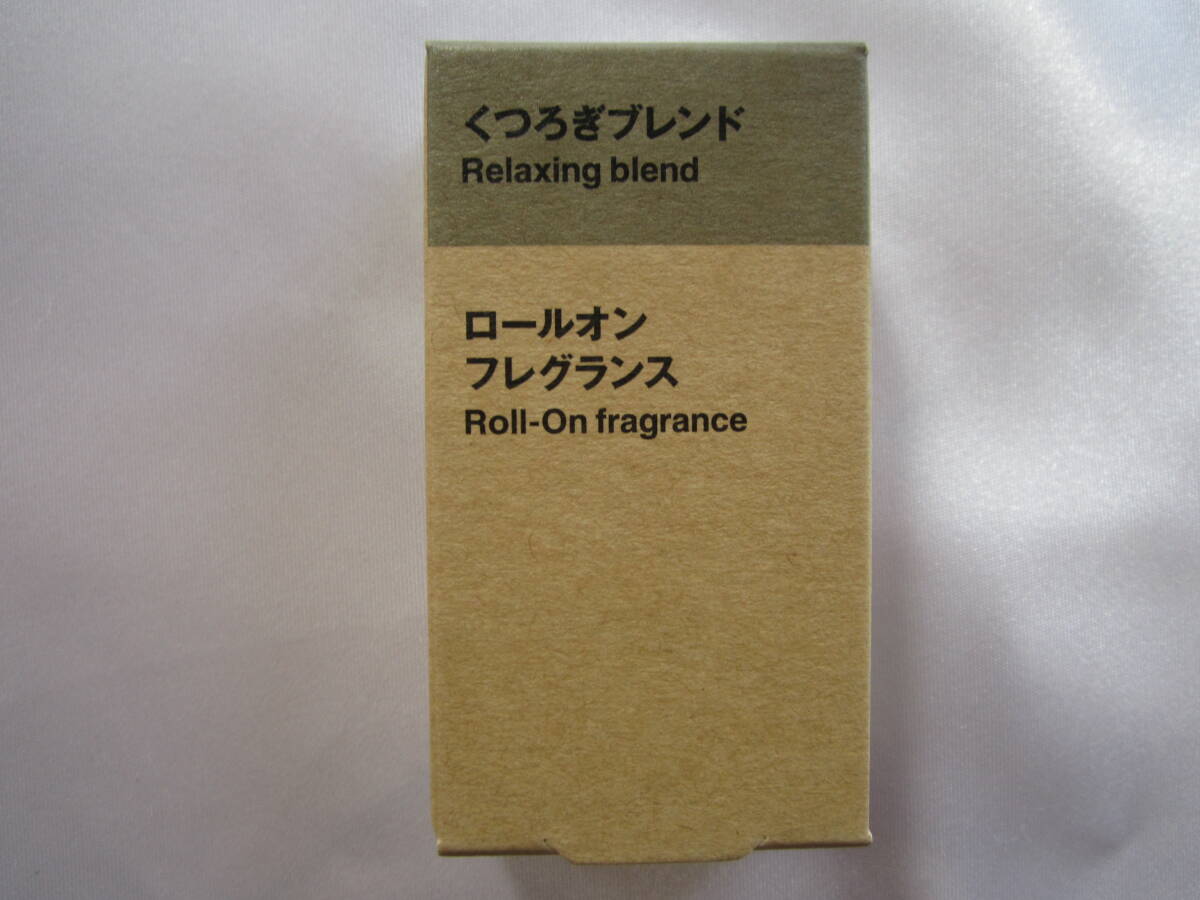 くつろぎブレンド
Relaxing blend
ロールオン
フレグランス
Roll-On fragrance